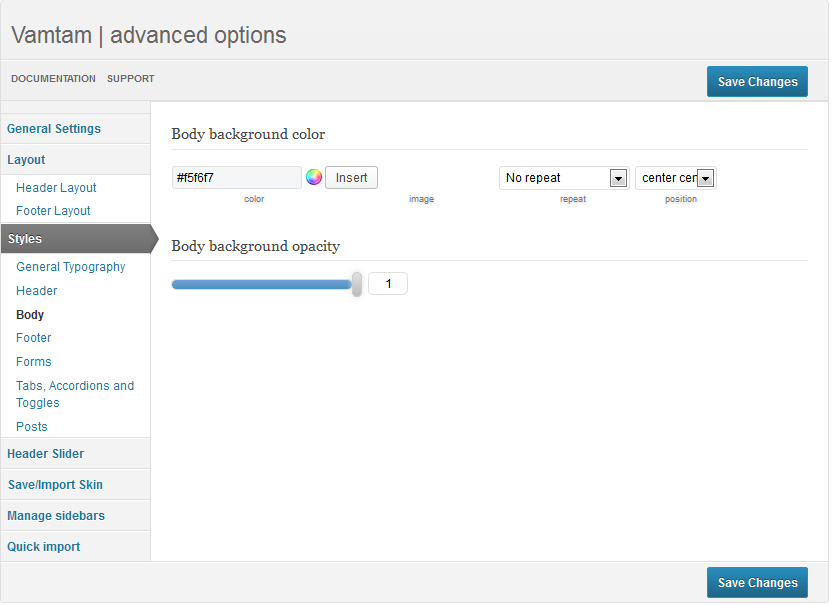 Vamtam | advanced options
DOCUMENTATION SUPPORT
Save Changes
General Settings
Layout
Header Layout
Footer Layout
Styles
General Typography
Header
Body
Footer
Forms
Tabs, Accordions and
Toggles
Posts
Header Slider
Save/Import Skin
Manage sidebars
Quick import
Body background color
#f5f6f7 Insert No repeat center cen
color image repeat position
Body background opacity
1
Save Changes